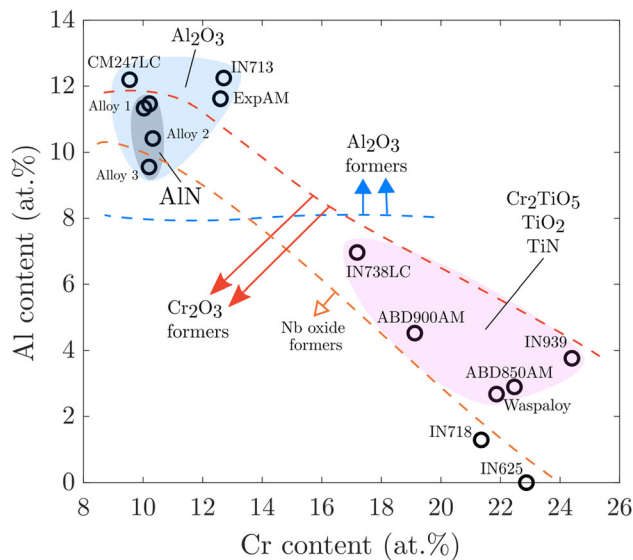 14
12
10
8
6
4
2
0
8
10
12
14
16
18
20
22
24
26
Al content (at.%)
Cr content (at.%)
Al₂O₃
CM247LC
IN713
Alloy 1
ExpAM
Alloy 2
Alloy 3
AlN
Al₂O₃
formers
Cr₂TiO₅
TiO₂
TiN
Cr₂O₃
formers
Nb oxide
formers
IN738LC
ABD900AM
IN939
ABD850AM
Waspaloy
IN718
IN625